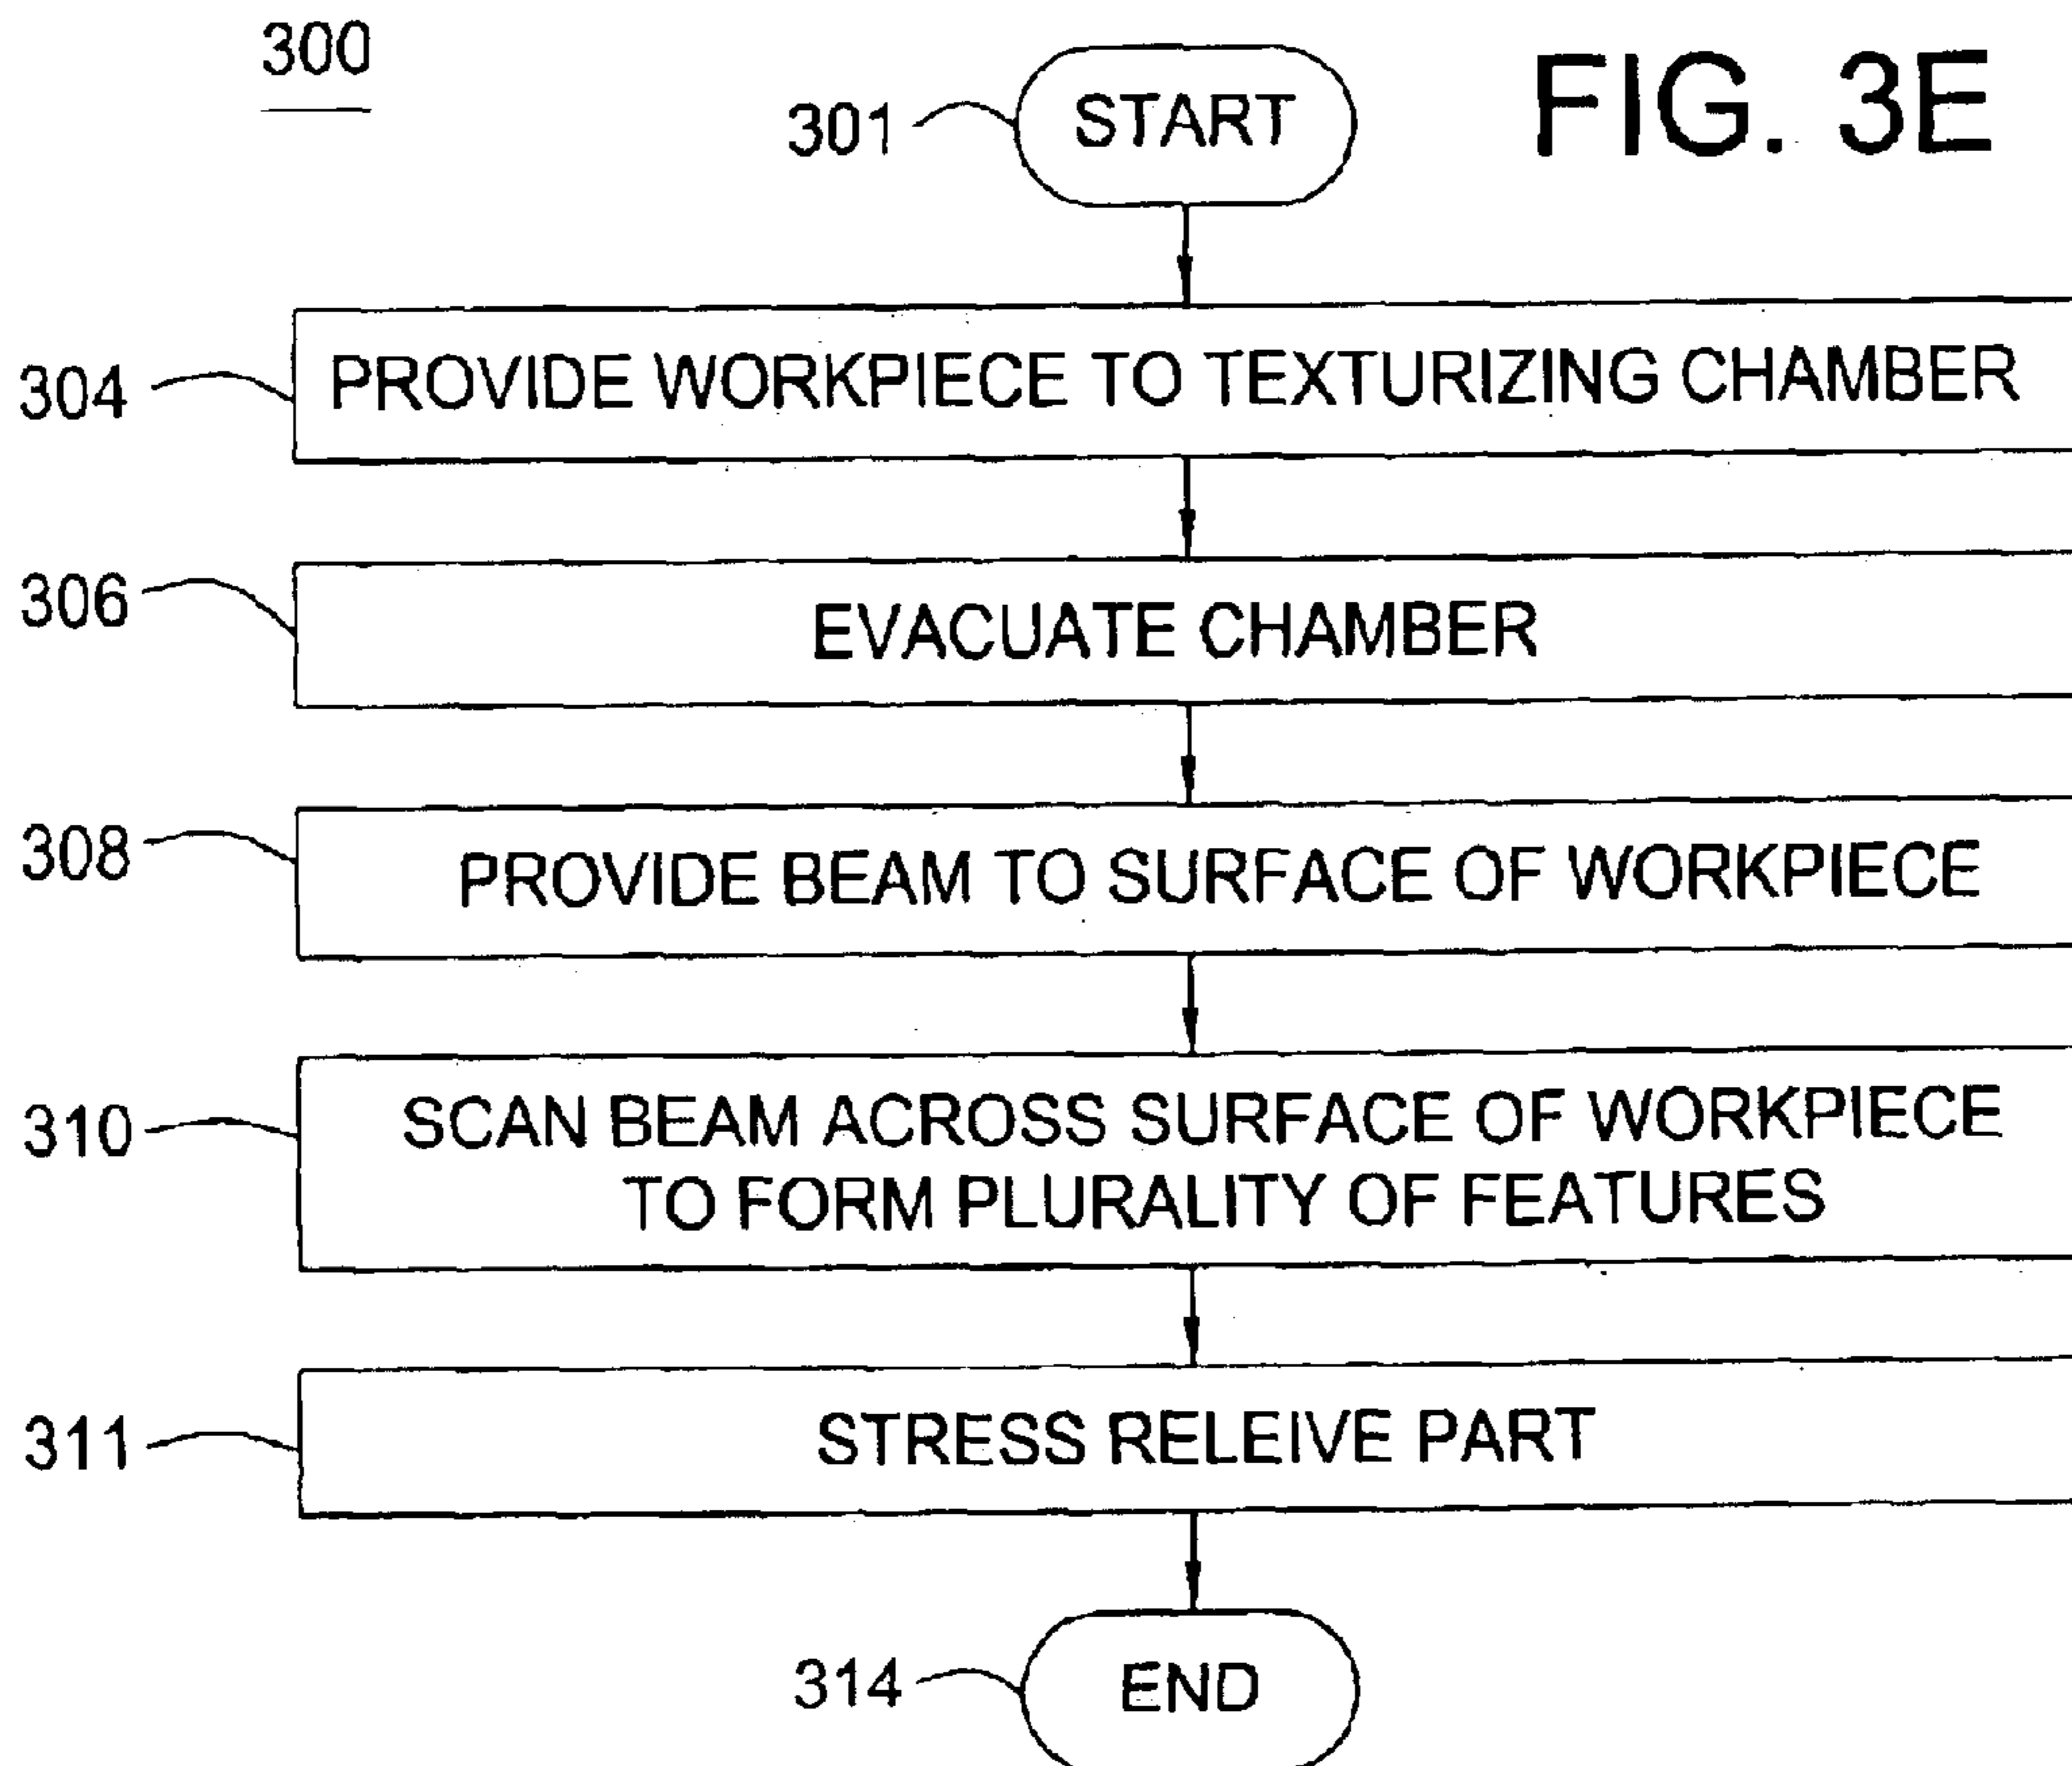 300
301
START
FIG. 3E
304
PROVIDE WORKPIECE TO TEXTURIZING CHAMBER
306
EVACUATE CHAMBER
308
PROVIDE BEAM TO SURFACE OF WORKPIECE
310
SCAN BEAM ACROSS SURFACE OF WORKPIECE
TO FORM PLURALITY OF FEATURES
311
STRESS RELEIVE PART
314
END